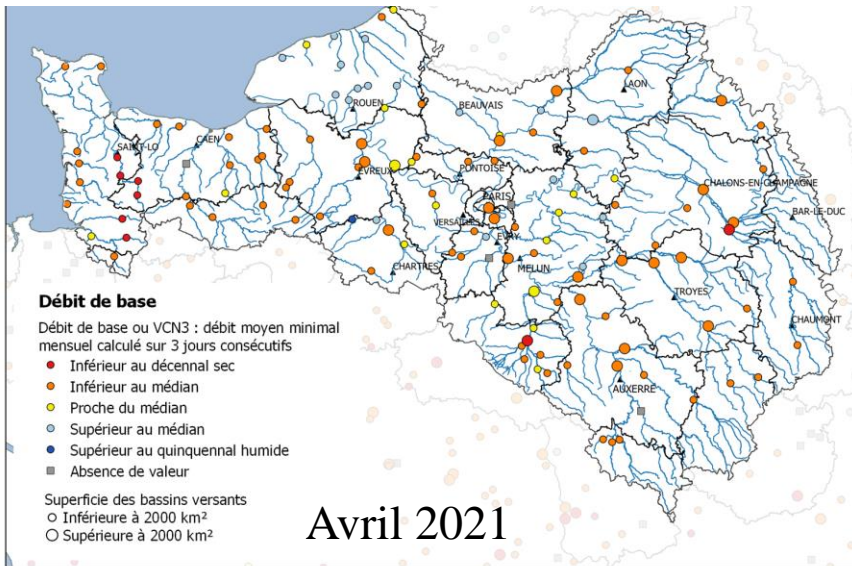 ROUEN
BEAUVAIS
LAON
SAINT-LO
CAEN
EVREUX
PONTOISE
PARIS
VERSAILLES
EVRY
MELUN
CHARTRES
CHALONS-EN-CHAMPAGNE
BAR-LE-DUC
TROYES
CHAUMONT
AUXERRE
Débit de base
Débit de base ou VCN3 : débit moyen minimal
mensuel calculé sur 3 jours consécutifs
Inférieur au décennal sec
Inférieur au médian
Proche du médian
Supérieur au médian
Supérieur au quinquennal humide
Absence de valeur
Superficie des bassins versants
Inférieure à 2000 km²
Supérieure à 2000 km²
Avril 2021